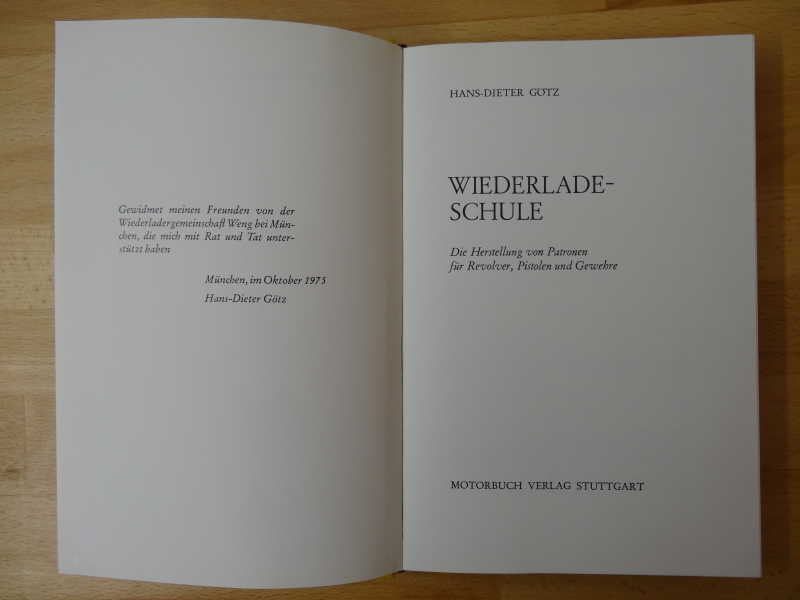 Gewidmet meinen Freunden von der
Wiederladergemeinschaft Weng bei Mün-
chen, die mich mit Rat und Tat unter-
stützt haben
München, im Oktober 1975
Hans-Dieter Götz
HANS-DIETER GÖTZ
WIEDERLADE-
SCHULE
Die Herstellung von Patronen
für Revolver, Pistolen und Gewehre
MOTORBUCH VERLAG STUTTGART